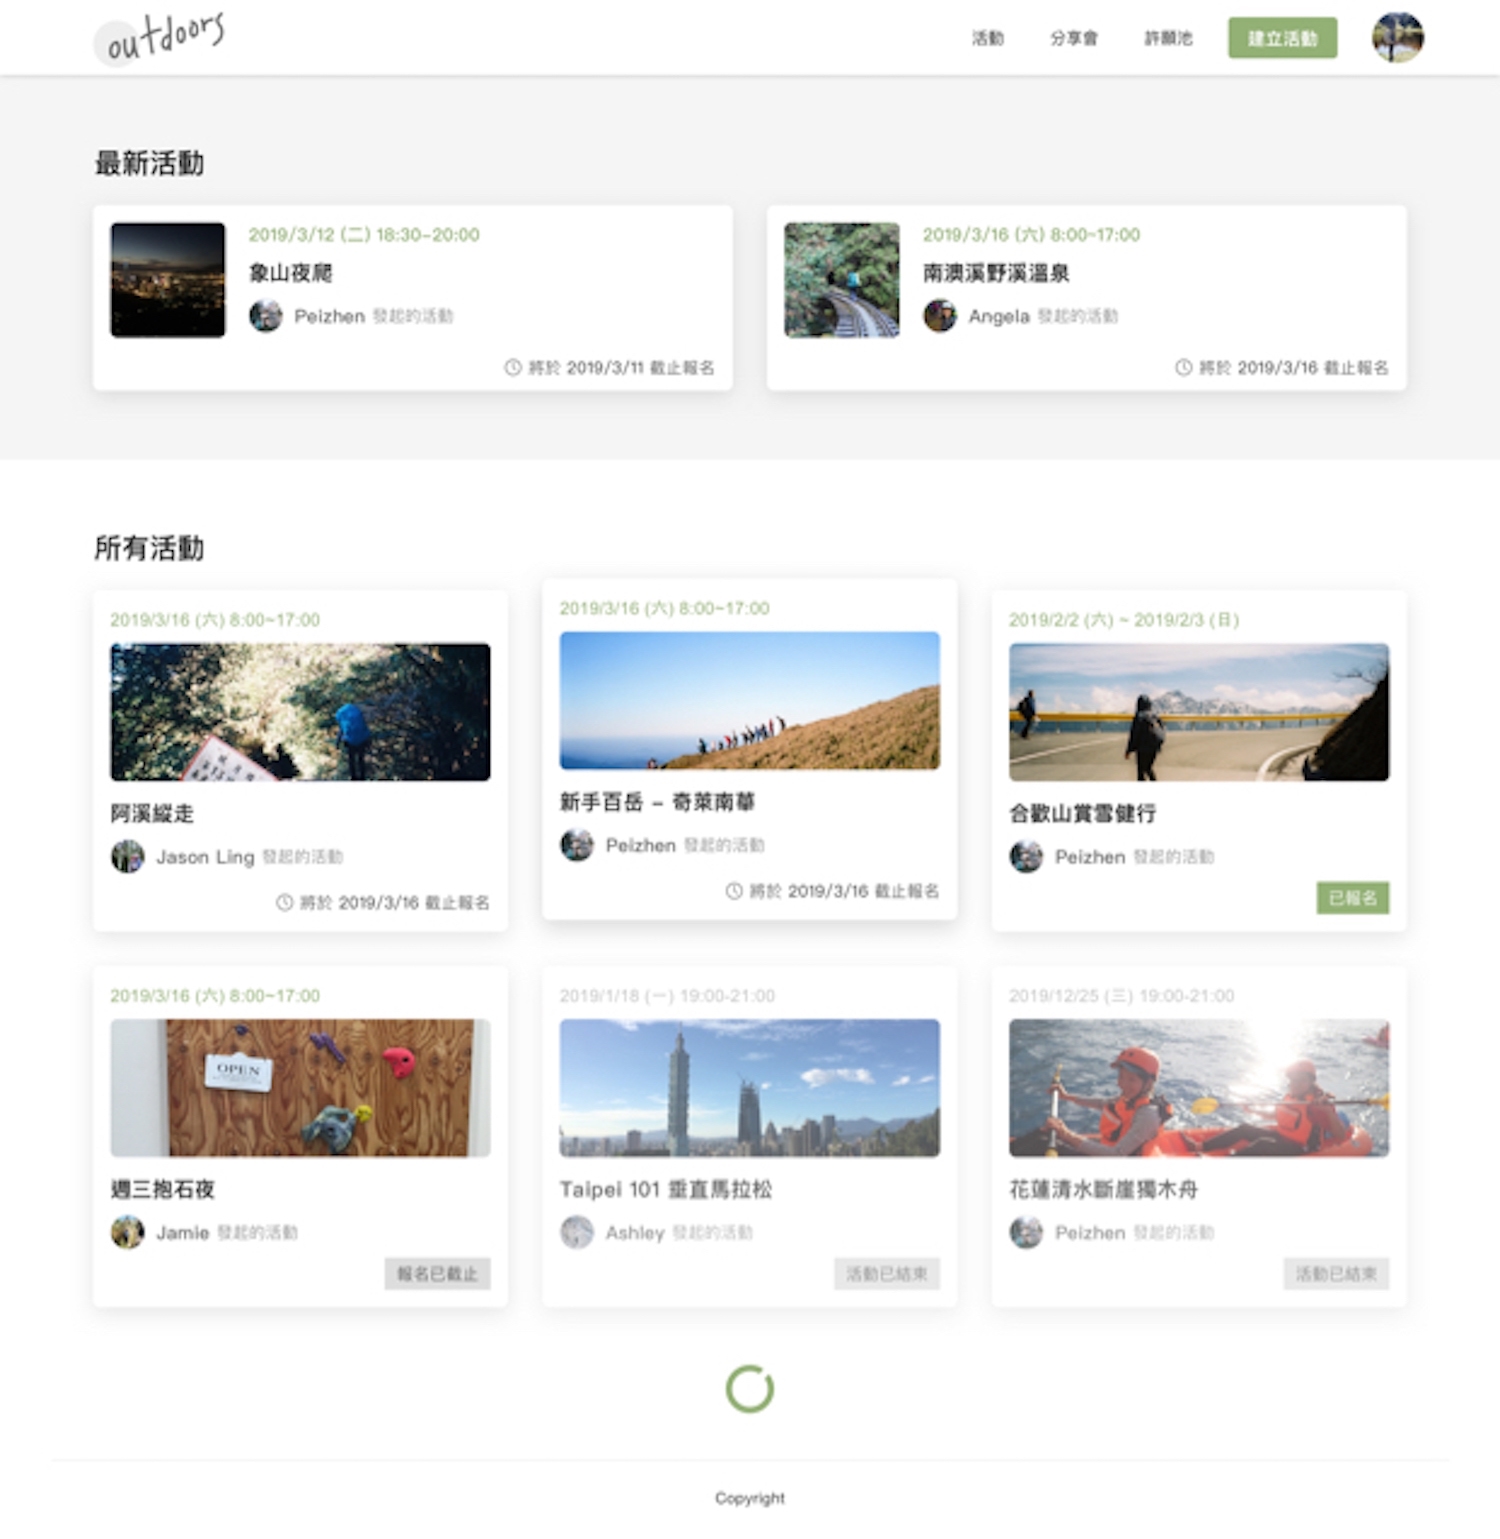 outdoors
活動 分享會 許願池 建立活動
最新活動
2019/3/12 (二) 18:30~20:00
象山夜爬
Peizhen 發起的活動
將於 2019/3/11 截止報名
2019/3/16 (六) 8:00~17:00
南澳溪野溪溫泉
Angela 發起的活動
將於 2019/3/16 截止報名
所有活動
2019/3/16 (六) 8:00~17:00
阿溪縱走
Jason Ling 發起的活動
將於 2019/3/16 截止報名
2019/3/16 (六) 8:00~17:00
新手百岳 – 奇萊南華
Peizhen 發起的活動
將於 2019/3/16 截止報名
2019/2/2 (六) ~ 2019/2/3 (日)
合歡山賞雪健行
Peizhen 發起的活動
已報名
2019/3/16 (六) 8:00~17:00
OPEN
週三抱石夜
Jamie 發起的活動
報名已截止
2019/1/18 (一) 19:00-21:00
Taipei 101 垂直馬拉松
Ashley 發起的活動
活動已結束
2019/12/25 (三) 19:00-21:00
花蓮清水斷崖獨木舟
Peizhen 發起的活動
活動已結束
Copyright